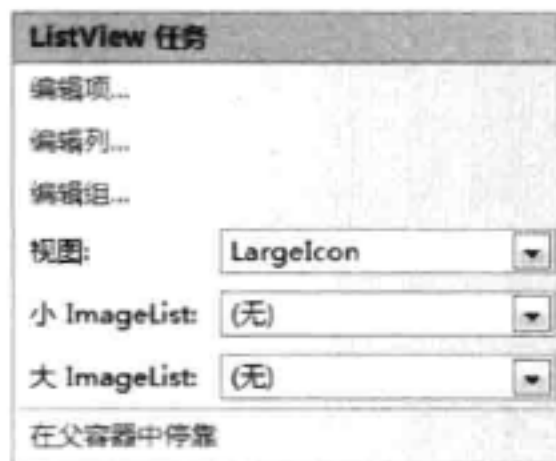 ListView 任务
编辑项...
编辑列...
编辑组...
视图: LargeIcon
小 ImageList: (无)
大 ImageList: (无)
在父容器中停靠